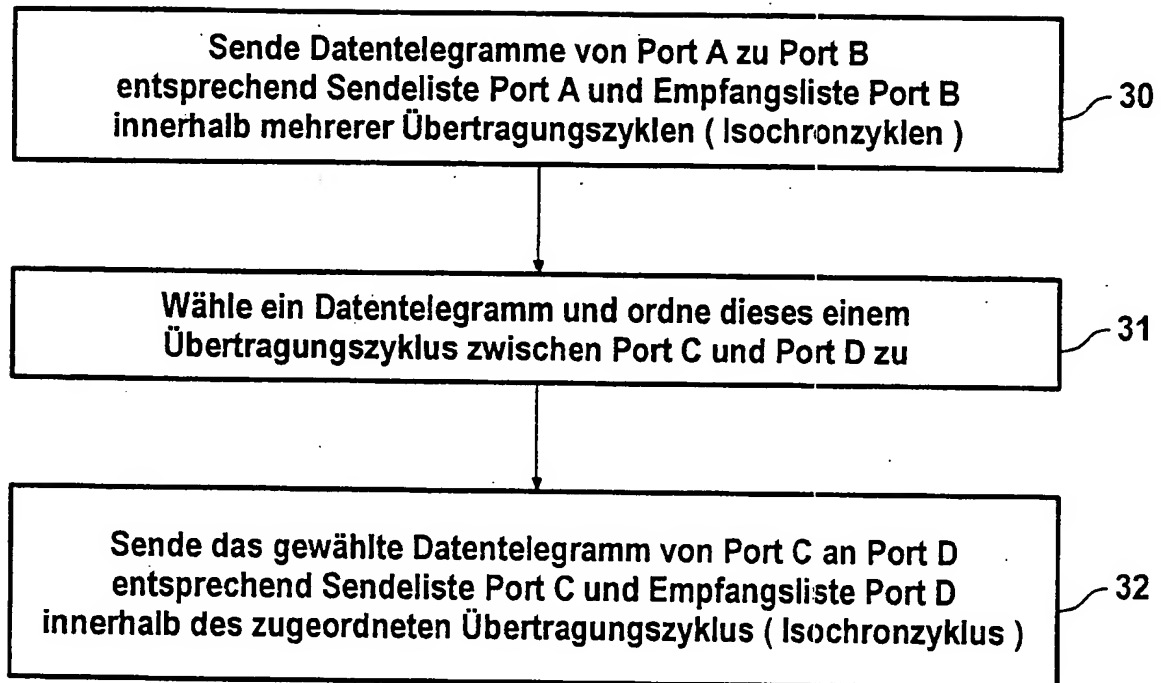 Sende Datentelegramme von Port A zu Port B
entsprechend Sendeliste Port A und Empfangsliste Port B
innerhalb mehrerer Übertragungszyklen ( Isochronzyklen )
30
Wähle ein Datentelegramm und ordne dieses einem
Übertragungszyklus zwischen Port C und Port D zu
31
Sende das gewählte Datentelegramm von Port C an Port D
entsprechend Sendeliste Port C und Empfangsliste Port D
innerhalb des zugeordneten Übertragungszyklus ( Isochronzyklus )
32